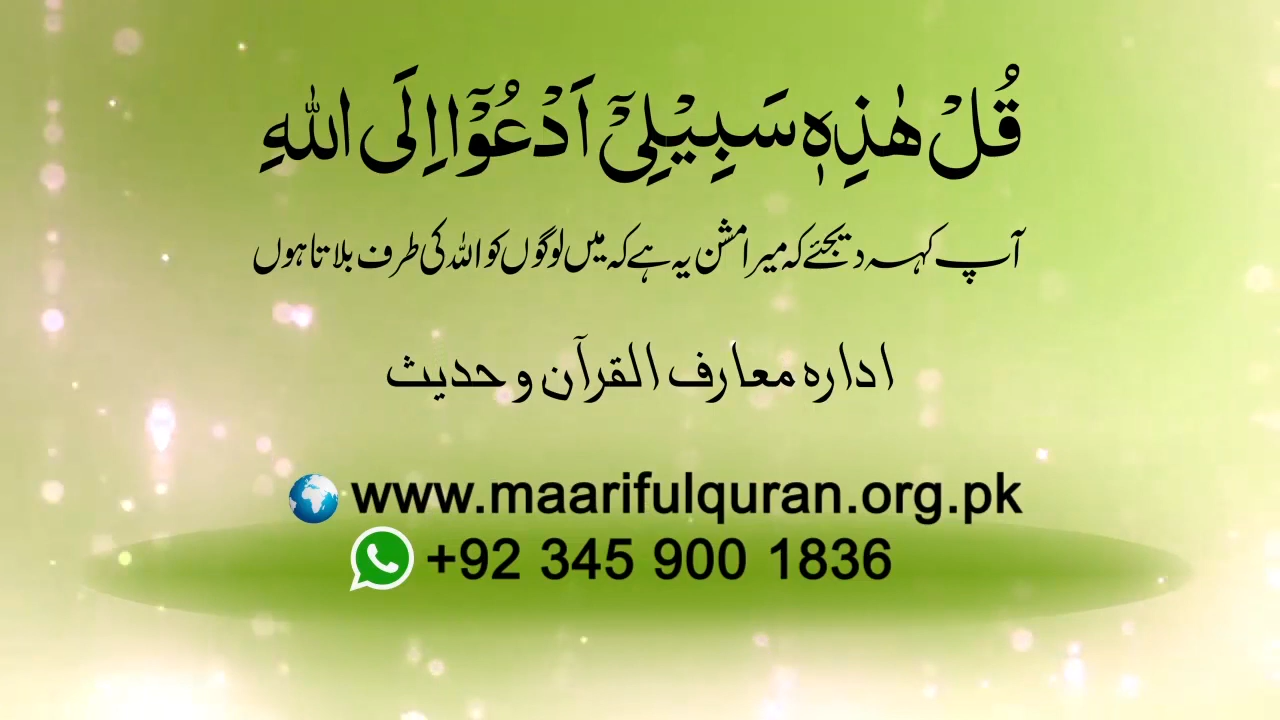 قُلْ هٰذِهٖ سَبِيْلِيْٓ اَدْعُوْٓا اِلَى اللّٰهِ
آپ کہہ دیجئے کہ میرا مشن یہ ہے کہ میں لوگوں کو اللہ کی طرف بلاتا ہوں
ادارہ معارف القرآن و حدیث
www.maarifulquran.org.pk
+92 345 900 1836